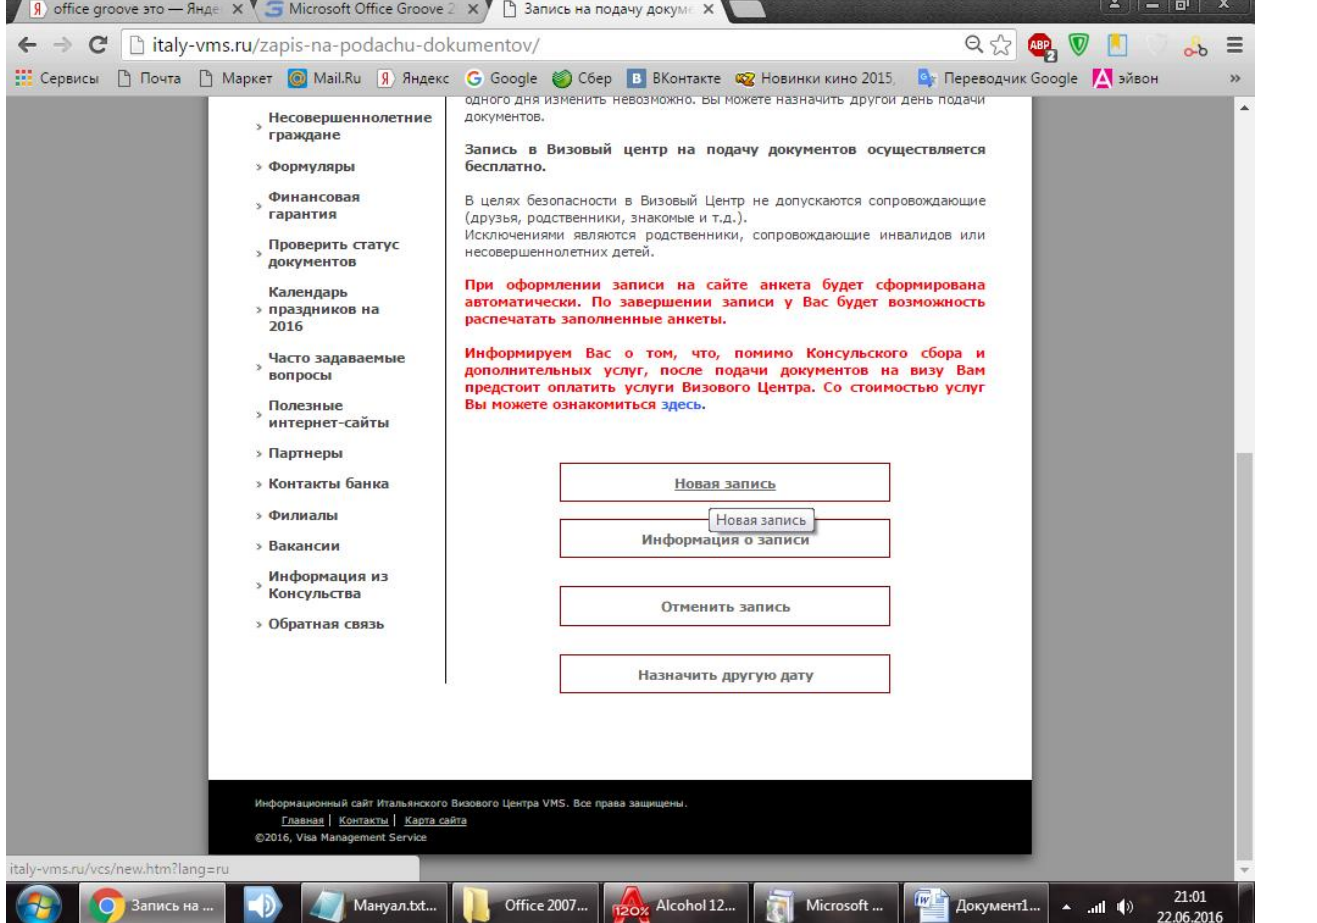 office groove это — Янде
Microsoft Office Groove 2
Запись на подачу докуме
italy-vms.ru/zapis-na-podachu-dokumentov/
ABP
2
Сервисы
Почта
Маркет
Mail.Ru
Яндекс
Google
Сбер
ВКонтакте
Новинки кино 2015,
Переводчик Google
эйвон
»
Несовершеннолетние
граждане
Формуляры
Финансовая
гарантия
Проверить статус
документов
Календарь
праздников на
2016
Часто задаваемые
вопросы
Полезные
интернет-сайты
Партнеры
Контакты банка
Филиалы
Вакансии
Информация из
Консульства
Обратная связь
одного дня изменить невозможно. Вы можете назначить другой день подачи
документов.
Запись в Визовый центр на подачу документов осуществляется
бесплатно.
В целях безопасности в Визовый Центр не допускаются сопровождающие
(друзья, родственники, знакомые и т.д.).
Исключениями являются родственники, сопровождающие инвалидов или
несовершеннолетних детей.
При оформлении записи на сайте анкета будет сформирована
автоматически. По завершении записи у Вас будет возможность
распечатать заполненные анкеты.
Информируем Вас о том, что, помимо Консульского сбора и
дополнительных услуг, после подачи документов на визу Вам
предстоит оплатить услуги Визового Центра. Со стоимостью услуг
Вы можете ознакомиться здесь.
Новая запись
Новая запись
Информация о записи
Отменить запись
Назначить другую дату
Информационный сайт Итальянского Визового Центра VMS. Все права защищены.
Главная | Контакты | Карта сайта
©2016, Visa Management Service
italy-vms.ru/vcs/new.htm?lang=ru
Запись на ...
Мануал.txt...
Office 2007...
120%
Alcohol 12...
Microsoft ...
Документ1...
21:01
22.06.2016